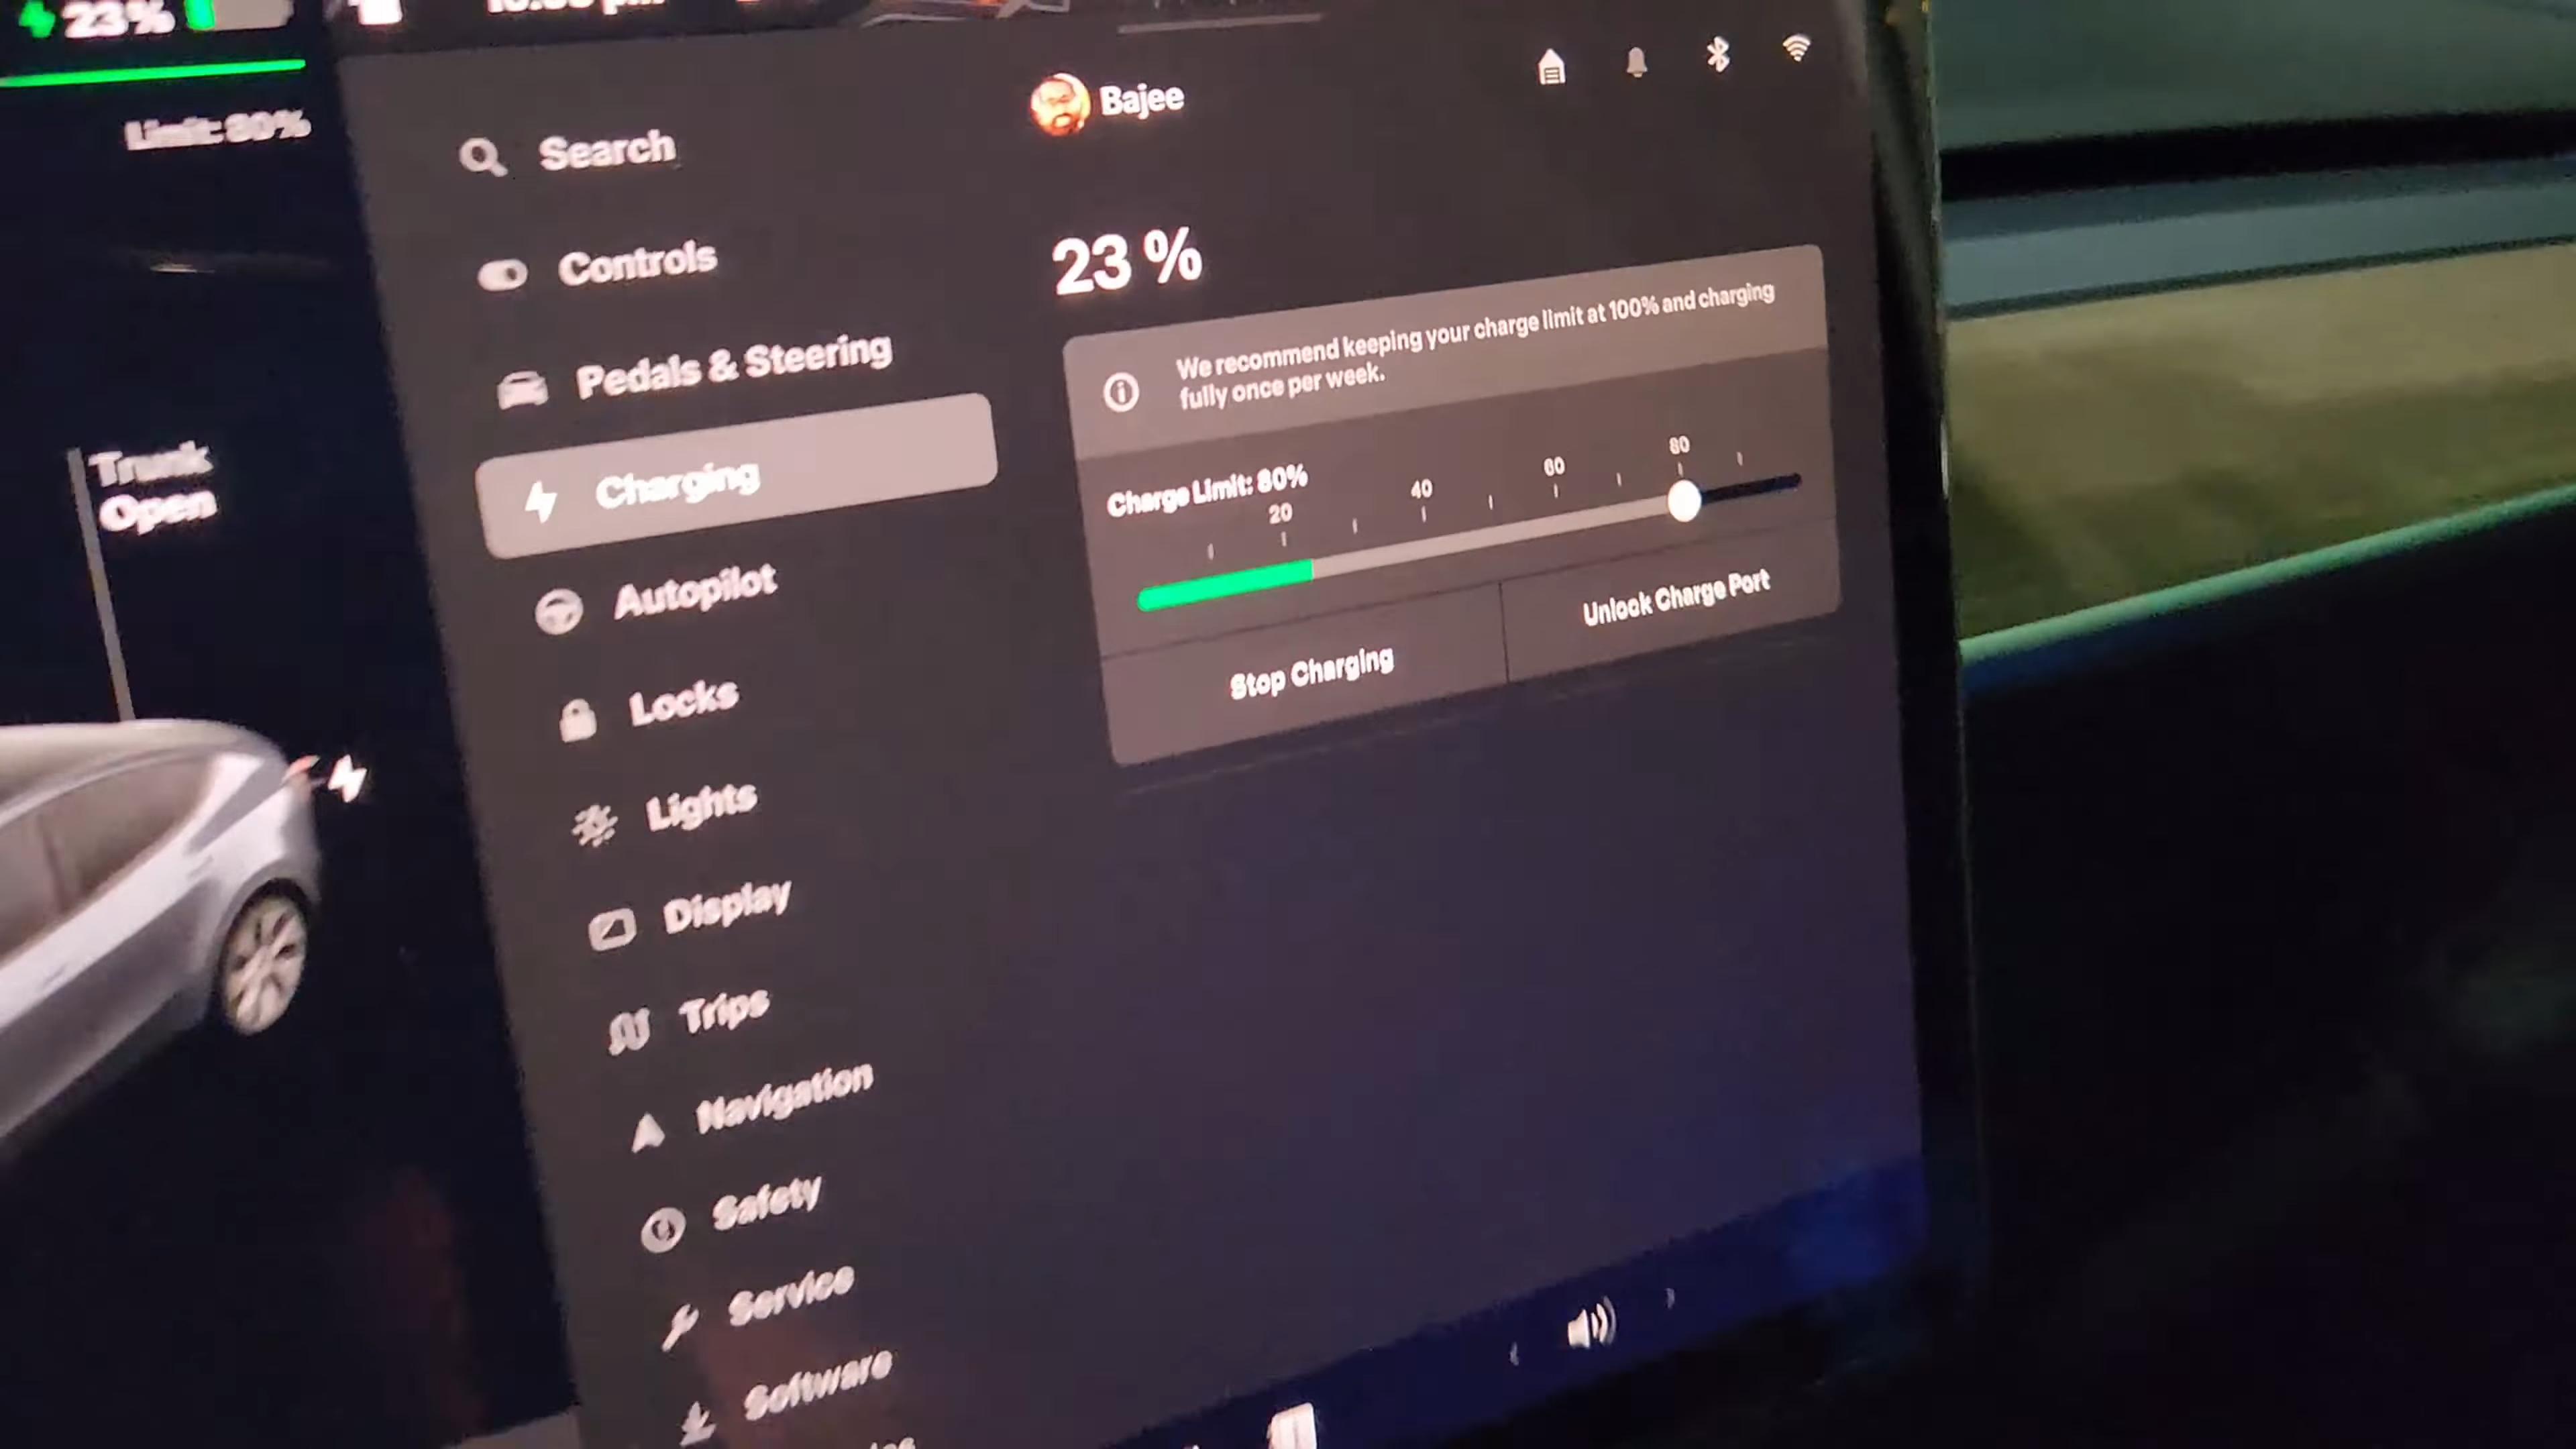 23%
Limit: 80%
Trunk
Open
Search
Controls
Pedals & Steering
Charging
Autopilot
Locks
Lights
Display
Trips
Navigation
Safety
Service
Software
Bajee
23 %
We recommend keeping your charge limit at 100% and charging
fully once per week.
Charge Limit: 80%
20 40 60 80
Stop Charging
Unlock Charge Port